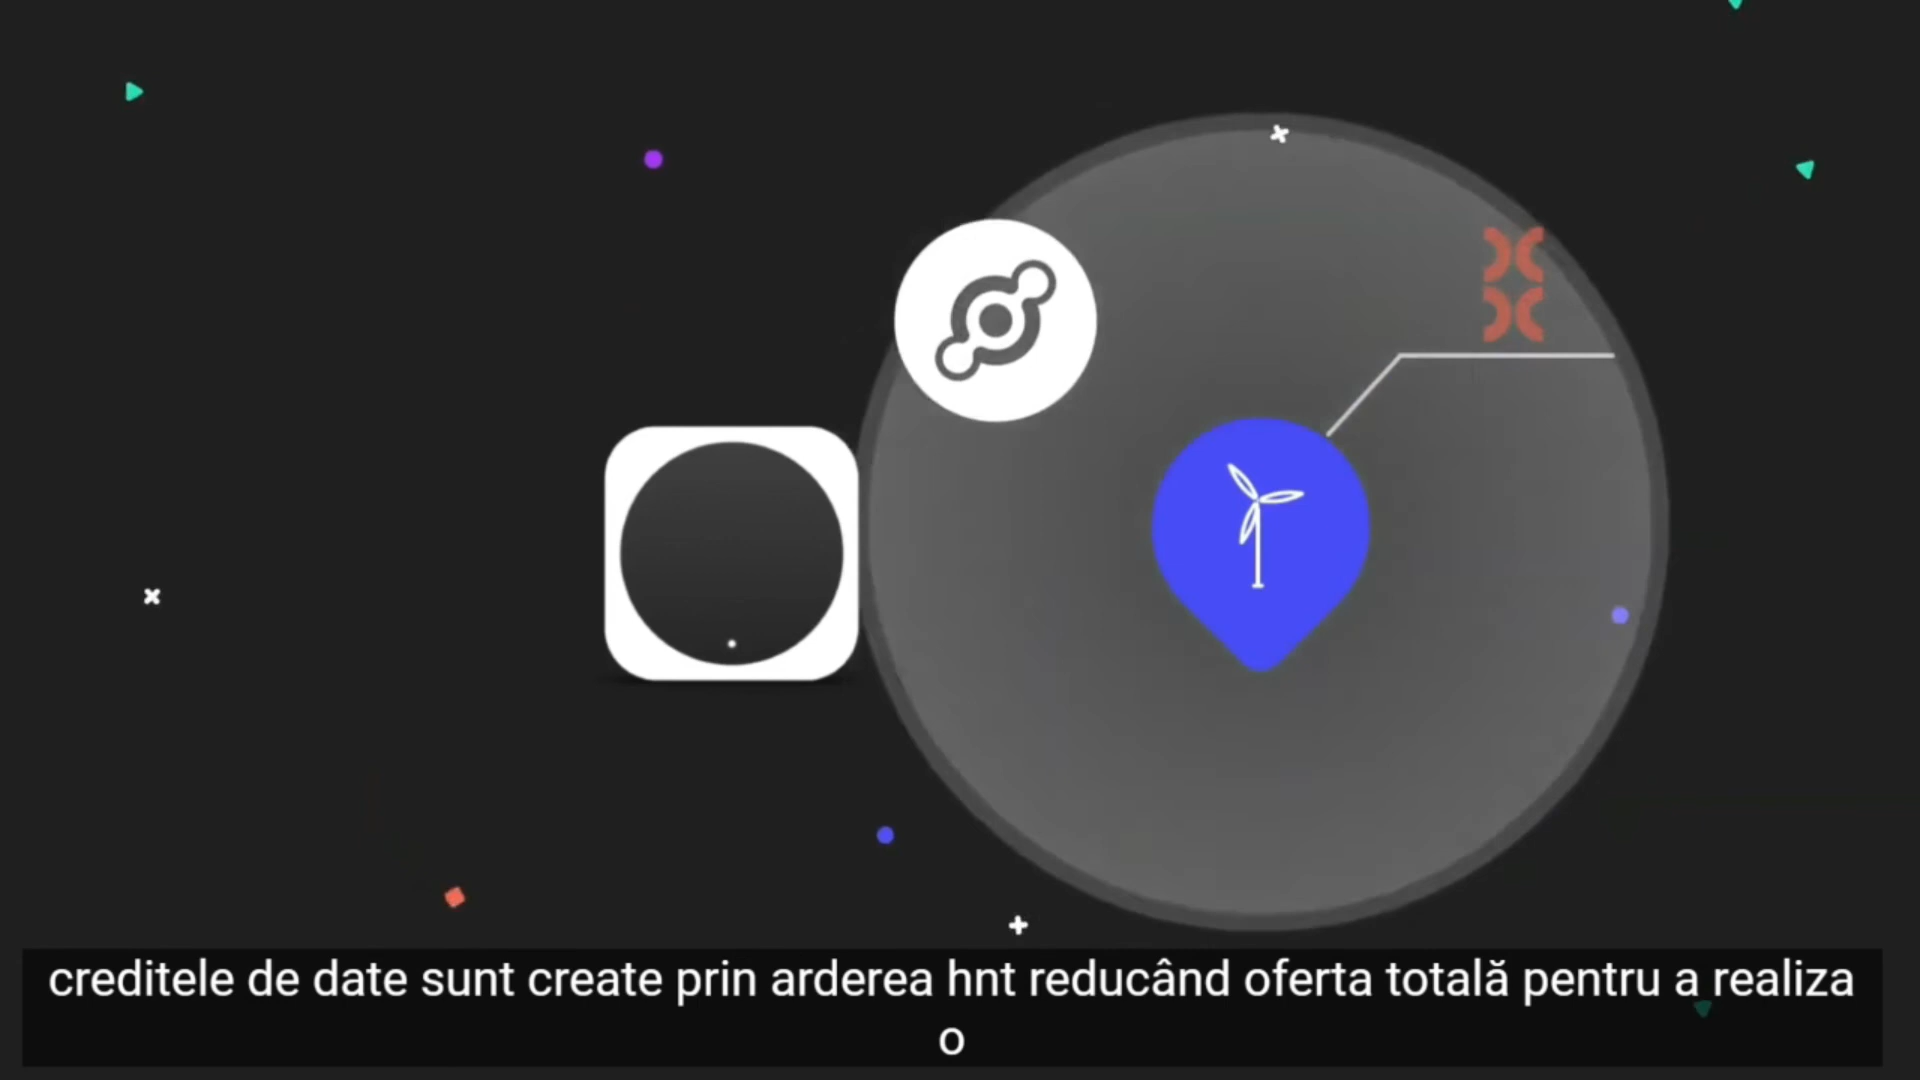 creditele de date sunt create prin arderea hnt reducând oferta totală pentru a realiza
o